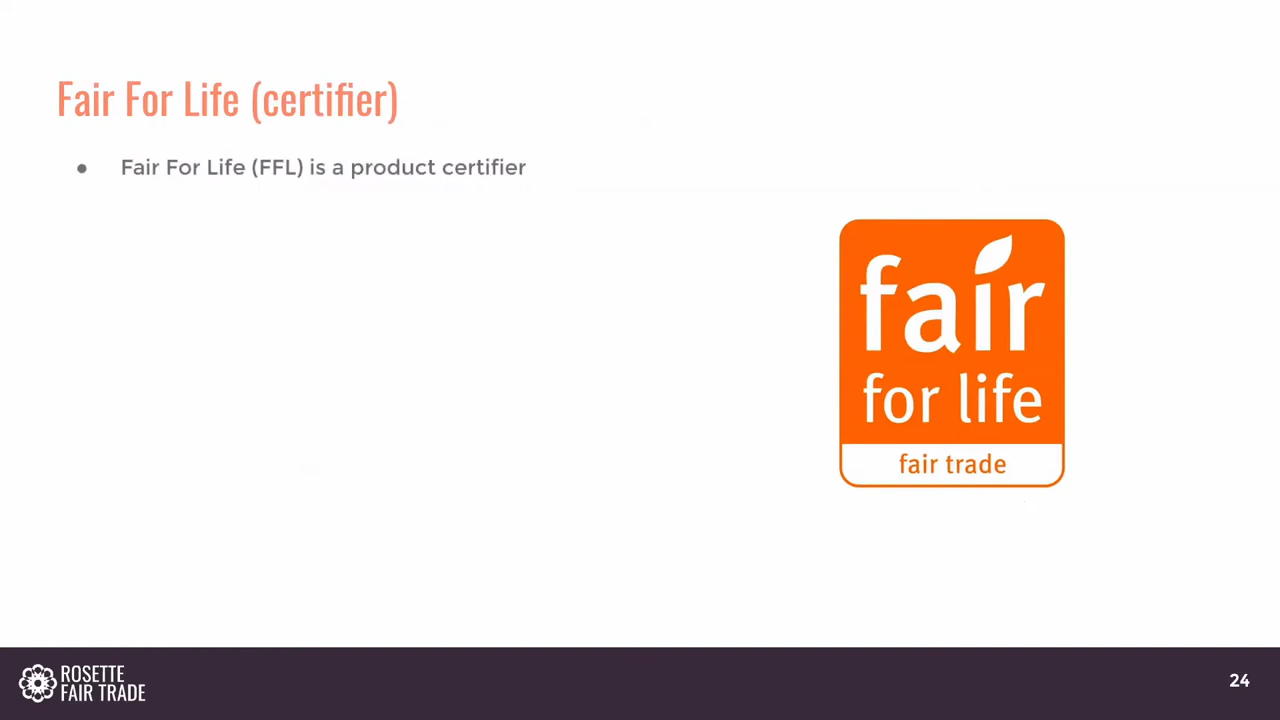 Fair For Life (certifier)
● Fair For Life (FFL) is a product certifier
fair
for life
fair trade
ROSETTE
FAIR TRADE
24